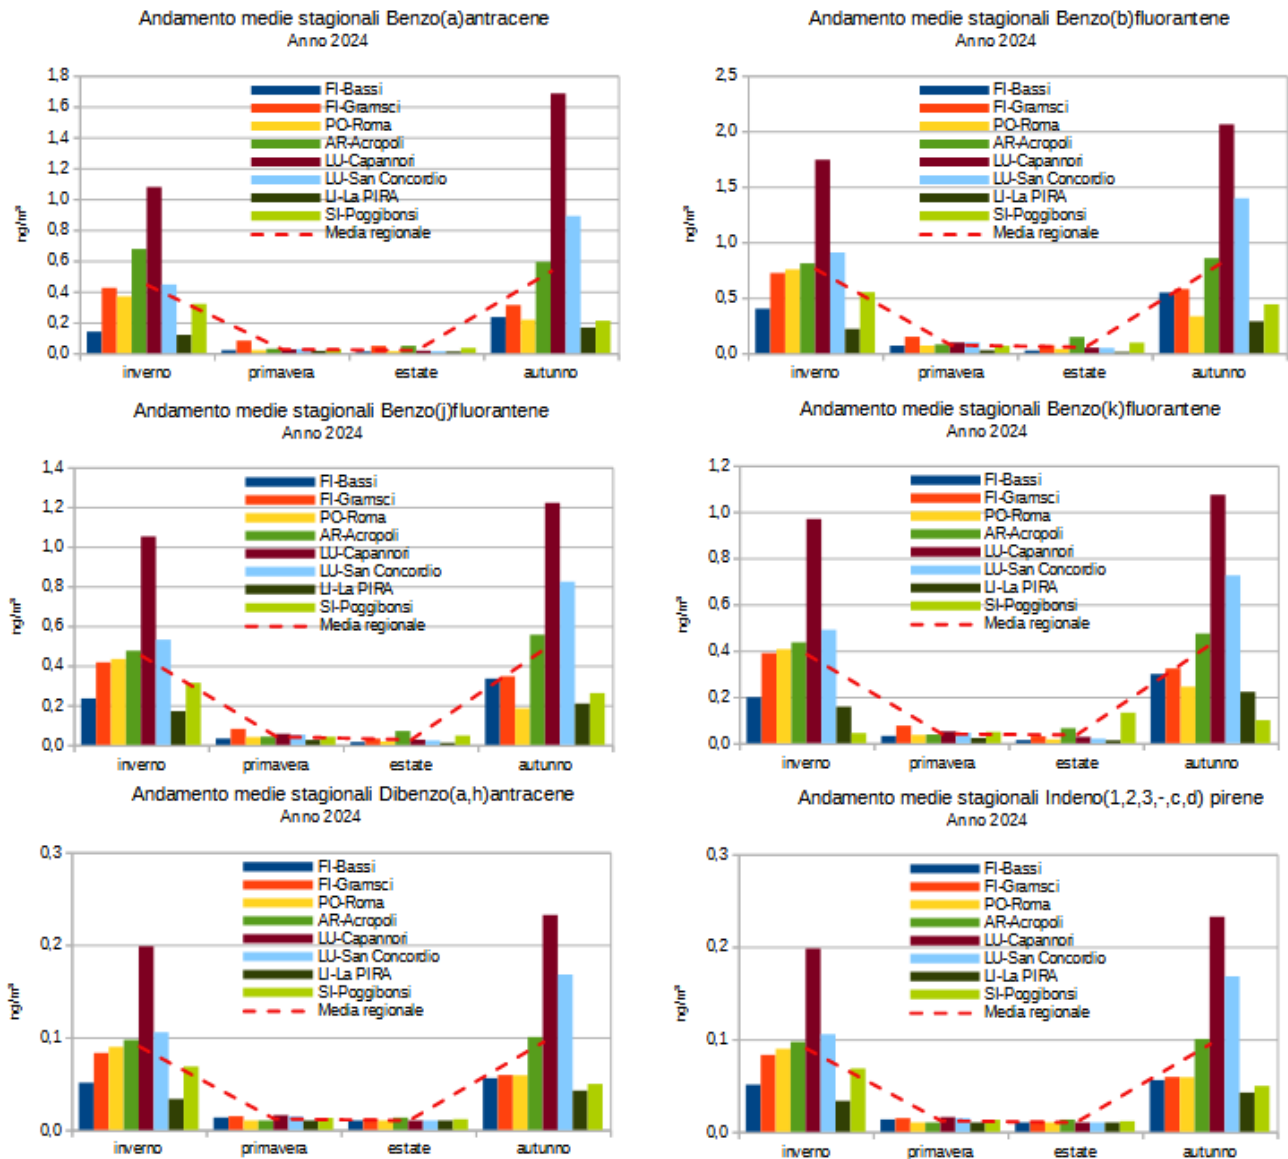 Andamento medie stagionali Benzo(a)antracene
Anno 2024
1,8
1,6
1,4
1,2
1,0
0,8
0,6
0,4
0,2
0,0
ng/m³
FI-Bassi
FI-Gramsci
PO-Roma
AR-Acropoli
LU-Capannori
LU-San Concordio
LI-La PIRA
SI-Poggibonsi
Media regionale
inverno
primavera
estate
autunno
Andamento medie stagionali Benzo(b)fluorantene
Anno 2024
2,5
2,0
1,5
1,0
0,5
0,0
ng/m³
FI-Bassi
FI-Gramsci
PO-Roma
AR-Acropoli
LU-Capannori
LU-San Concordio
LI-La PIRA
SI-Poggibonsi
Media regionale
inverno
primavera
estate
autunno
Andamento medie stagionali Benzo(j)fluorantene
Anno 2024
1,4
1,2
1,0
0,8
0,6
0,4
0,2
0,0
ng/m³
FI-Bassi
FI-Gramsci
PO-Roma
AR-Acropoli
LU-Capannori
LU-San Concordio
LI-La PIRA
SI-Poggibonsi
Media regionale
inverno
primavera
estate
autunno
Andamento medie stagionali Benzo(k)fluorantene
Anno 2024
1,2
1,0
0,8
0,6
0,4
0,2
0,0
ng/m³
FI-Bassi
FI-Gramsci
PO-Roma
AR-Acropoli
LU-Capannori
LU-San Concordio
LI-La PIRA
SI-Poggibonsi
Media regionale
inverno
primavera
estate
autunno
Andamento medie stagionali Dibenzo(a,h)antracene
Anno 2024
0,3
0,2
0,1
0,0
ng/m³
FI-Bassi
FI-Gramsci
PO-Roma
AR-Acropoli
LU-Capannori
LU-San Concordio
LI-La PIRA
SI-Poggibonsi
Media regionale
inverno
primavera
estate
autunno
Andamento medie stagionali Indeno(1,2,3,-,c,d) pirene
Anno 2024
0,3
0,2
0,1
0,0
ng/m³
FI-Bassi
FI-Gramsci
PO-Roma
AR-Acropoli
LU-Capannori
LU-San Concordio
LI-La PIRA
SI-Poggibonsi
Media regionale
inverno
primavera
estate
autunno